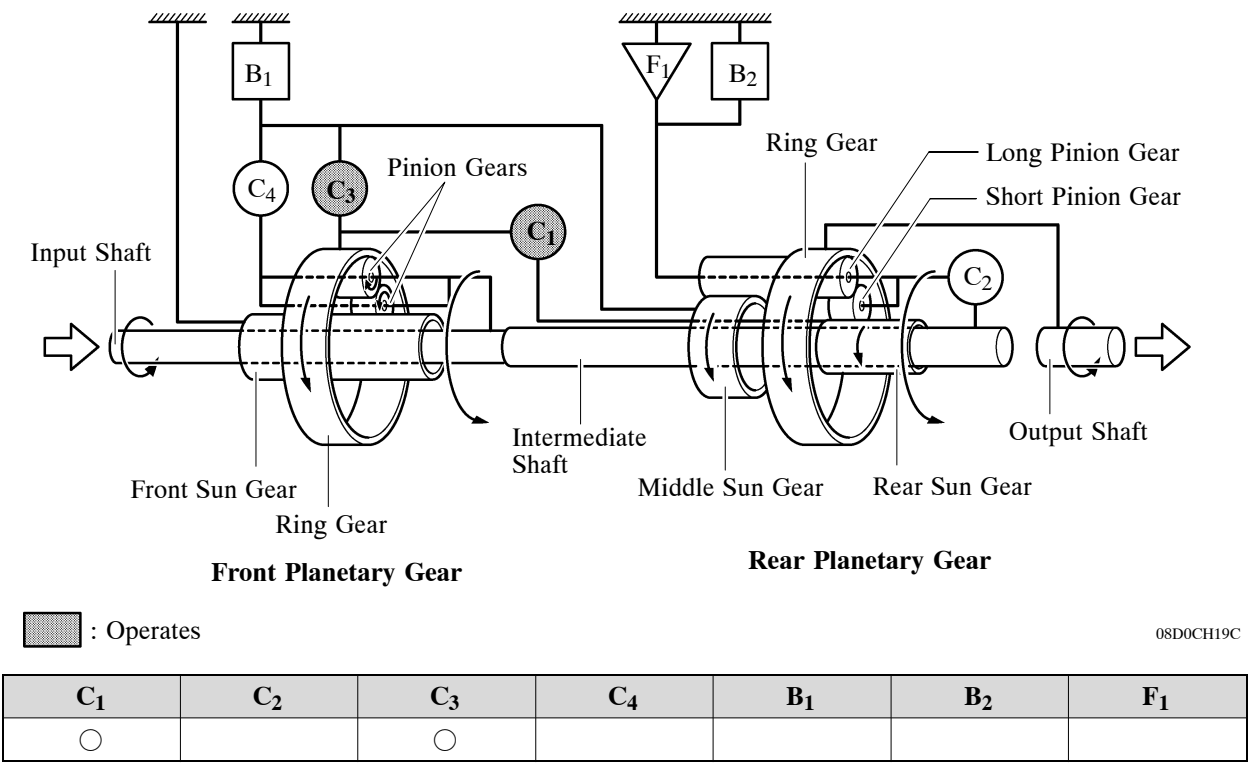 B1
F1
B2
Ring Gear
Long Pinion Gear
Pinion Gears
C4
C3
Short Pinion Gear
C1
Input Shaft
C2
Intermediate
Shaft
Output Shaft
Front Sun Gear
Middle Sun Gear
Rear Sun Gear
Ring Gear
Front Planetary Gear
Rear Planetary Gear
: Operates
08D0CH19C
C1 C2 C3 C4 B1 B2 F1
○ ○